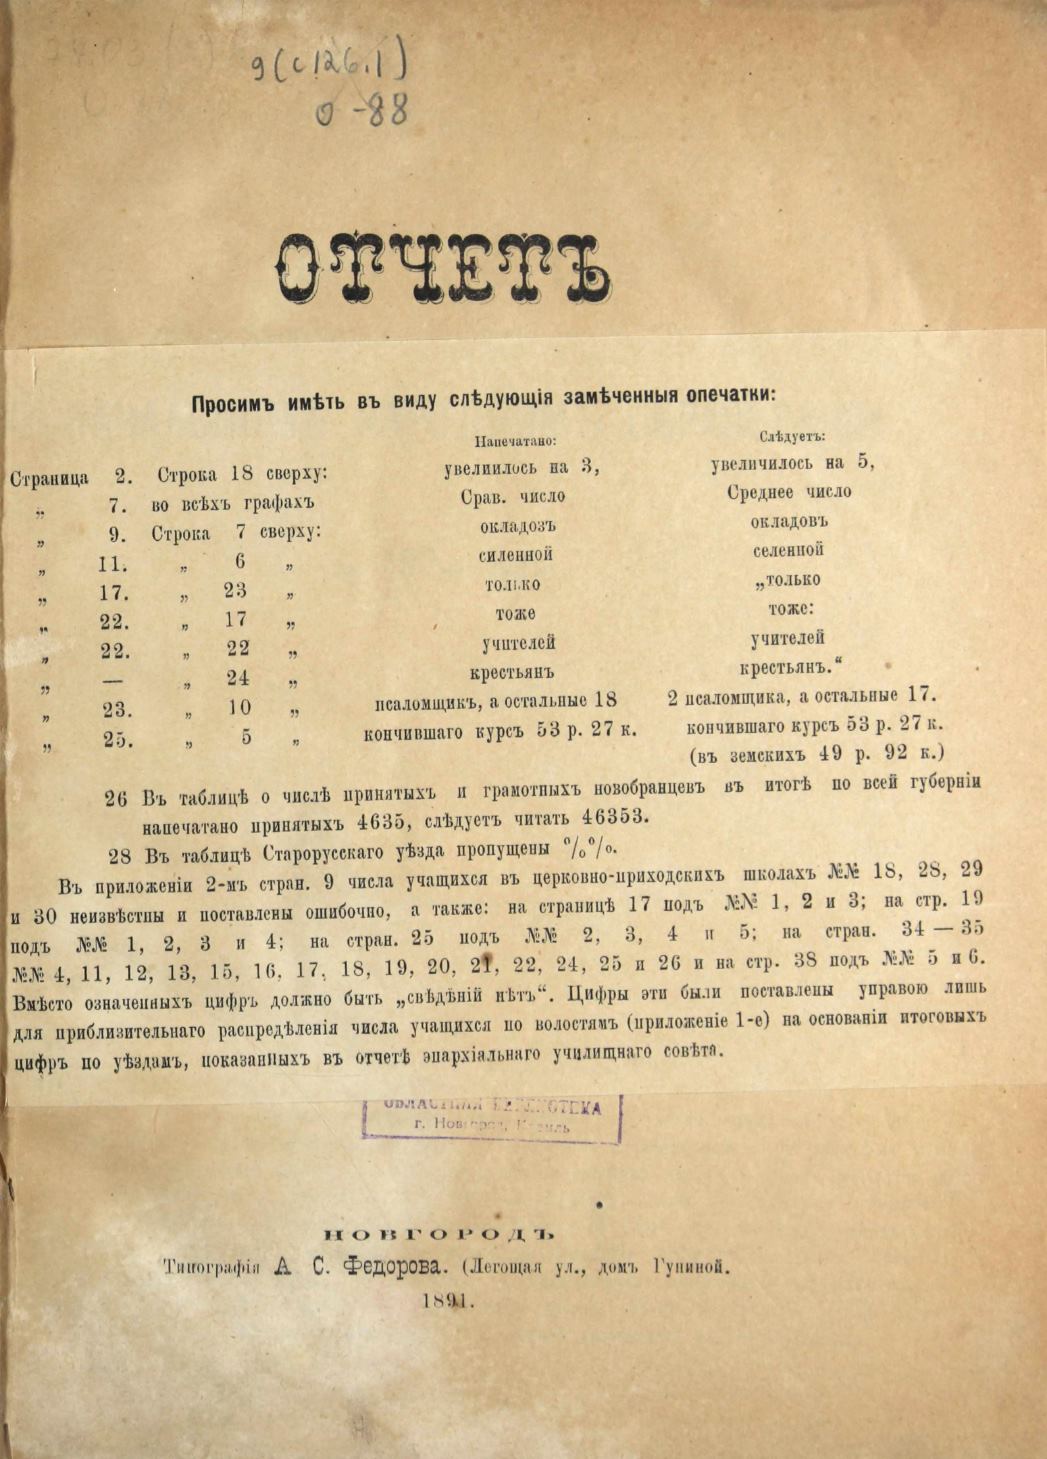 9(с126.1)
О-88
ОТЧЕТЪ
Просимъ имѣть въ виду слѣдующія замѣченныя опечатки:
Напечатано: Слѣдуетъ:
Страница 2. Строка 18 сверху: увелиилось на 3, увеличилось на 5,
„ 7. во всѣхъ графахъ Срав. число Среднее число
„ 9. Строка 7 сверху: окладозъ окладовъ
„ 11. „ 6 „ силенной селенной
„ 17. „ 23 „ только „только
„ 22. „ 17 „ тоже тоже:
„ 22. „ 22 „ учителей учителей
„ — „ 24 „ крестьянъ крестьянъ.“
„ 23. „ 10 „ псаломщикъ, а остальные 18 2 псаломщика, а остальные 17.
„ 25. „ 5 „ кончившаго курсъ 53 р. 27 к. кончившаго курсъ 53 р. 27 к.
(въ земскихъ 49 р. 92 к.)
26 Въ таблицѣ о числѣ принятыхъ и грамотныхъ новобранцевъ въ итогѣ по всей губерніи
напечатано принятыхъ 4635, слѣдуетъ читать 46353.
28 Въ таблицѣ Старорусскаго уѣзда пропущены %%.
Въ приложеніи 2-мъ стран. 9 числа учащихся въ церковно-приходскихъ школахъ №№ 18, 28, 29
и 30 неизвѣстны и поставлены ошибочно, а также: на страницѣ 17 подъ №№ 1, 2 и 3; на стр. 19
подъ №№ 1, 2, 3 и 4; на стран. 25 подъ №№ 2, 3, 4 и 5; на стран. 34 — 35
№№ 4, 11, 12, 13, 15, 16, 17, 18, 19, 20, 21, 22, 24, 25 и 26 и на стр. 38 подъ №№ 5 и 6.
Вмѣсто означенныхъ цифръ должно быть „свѣдѣній нѣтъ“. Цифры эти были поставлены управою лишь
для приблизительнаго распредѣленія числа учащихся по волостямъ (приложеніе 1-е) на основаніи итоговыхъ
цифръ по уѣздамъ, показанныхъ въ отчетѣ эпархіальнаго училищнаго совѣта.
ОБЛАСТНАЯ БИБЛИОТЕКА
г. Новгород, Кремль
НОВГОРОДЪ
Типографія А. С. Федорова. (Легощая ул., домъ Гуниной.
1891.